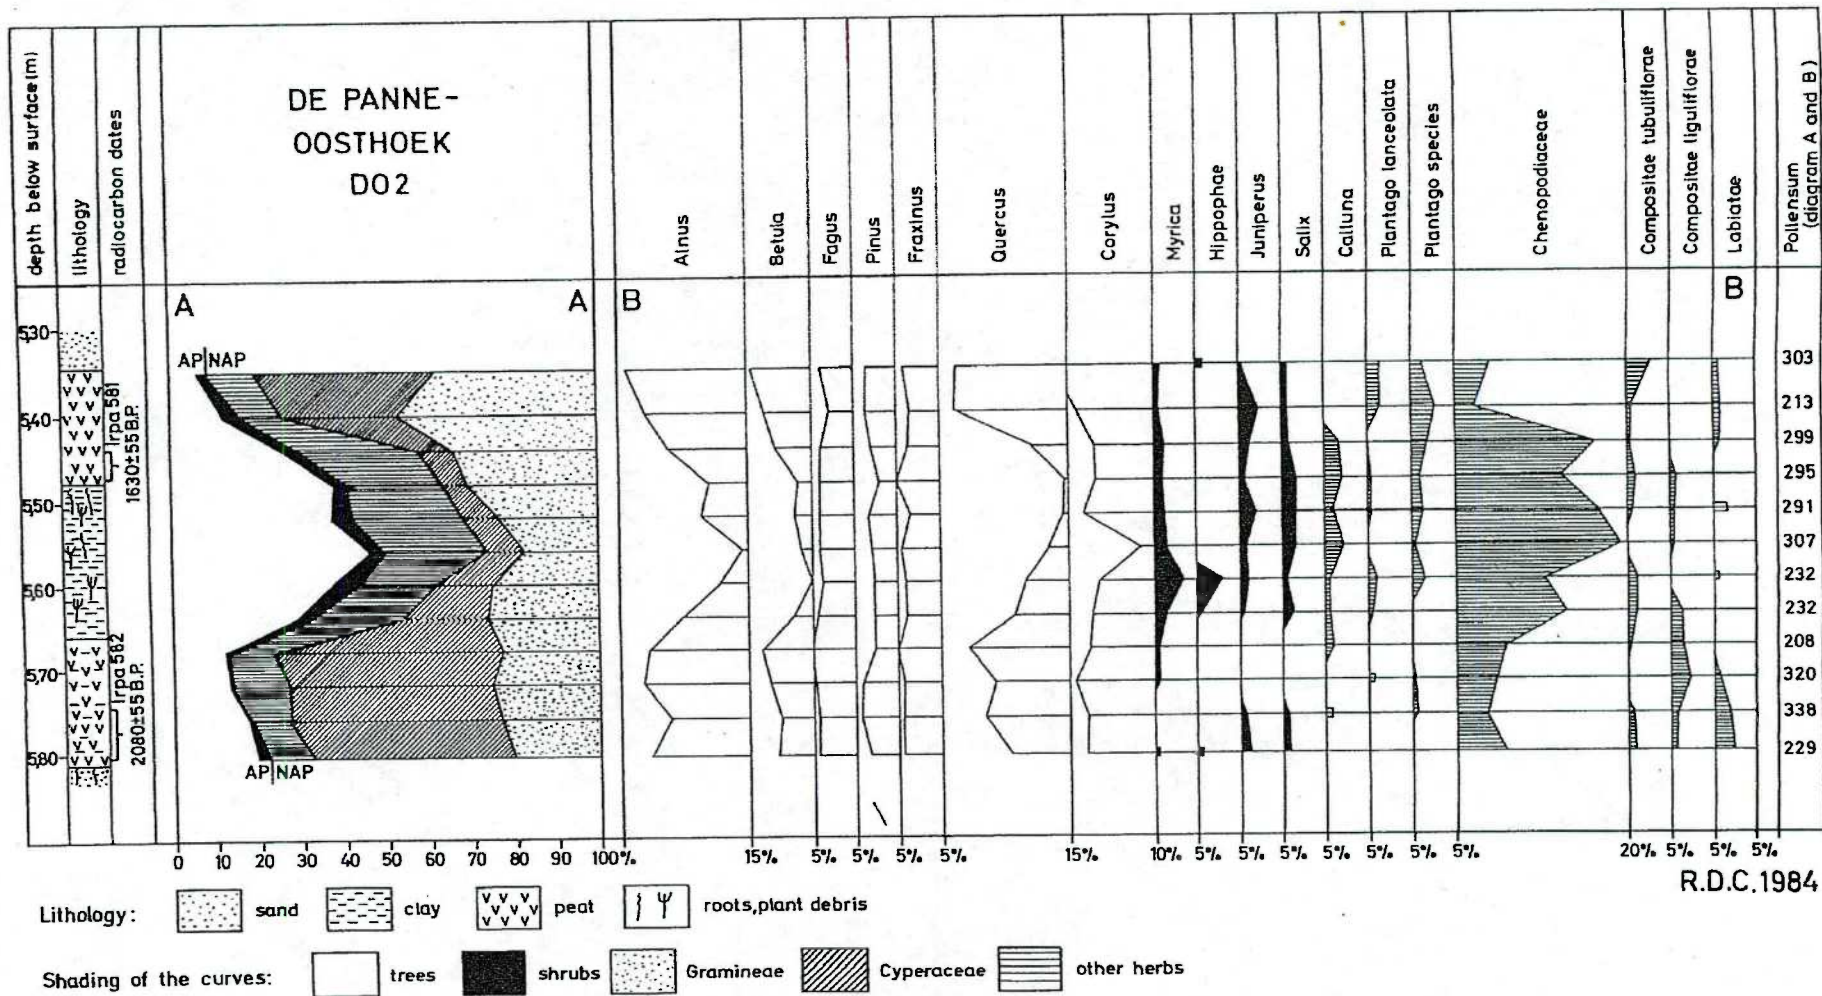 depth below surface (m)
lithology
radiocarbon dates
DE PANNE-
OOSTHOEK
DO2
Alnus
Betula
Fagus
Pinus
Fraxinus
Quercus
Corylus
Myrica
Hippophae
Juniperus
Salix
Calluna
Plantago lanceolata
Plantago species
Chenopodiaceae
Compositae tubuliflorae
Compositae liguliflorae
Labiatae
Pollensum
(diagram A and B)
A A B B
5,30
5,40
5,50
5,60
5,70
5,80
Irpa 581
1630±55 B.P.
Irpa 582
2080±55 B.P.
AP NAP
AP NAP
303
213
299
295
291
307
232
232
208
320
338
229
0 10 20 30 40 50 60 70 80 90 100% 15% 5% 5% 5% 5% 15% 10% 5% 5% 5% 5% 5% 5% 20% 5% 5% 5%
R.D.C. 1984
Lithology: sand clay peat roots, plant debris
Shading of the curves: trees shrubs Gramineae Cyperaceae other herbs